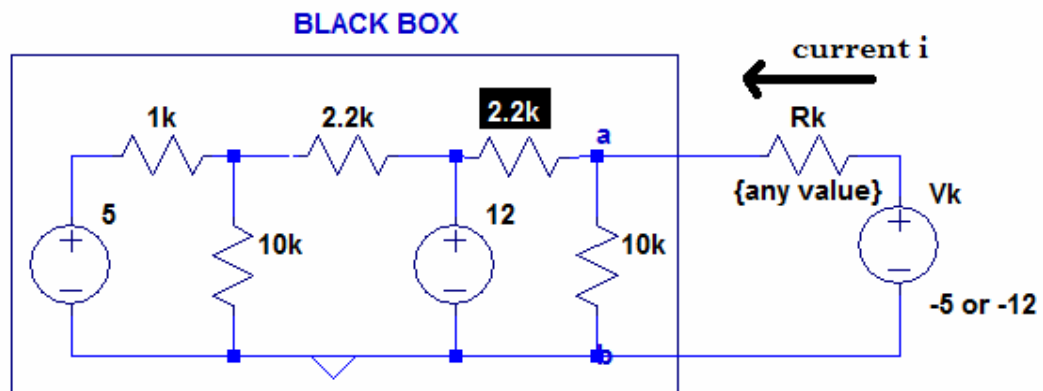 BLACK BOX
current i
1k
2.2k
2.2k
a
Rk
{any value}
Vk
5
10k
12
10k
-5 or -12
b